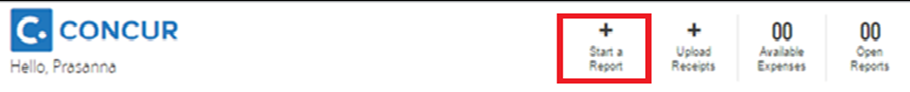 C. CONCUR
Hello, Prasanna
+ Start a Report
+ Upload Receipts
00 Available Expenses
00 Open Reports